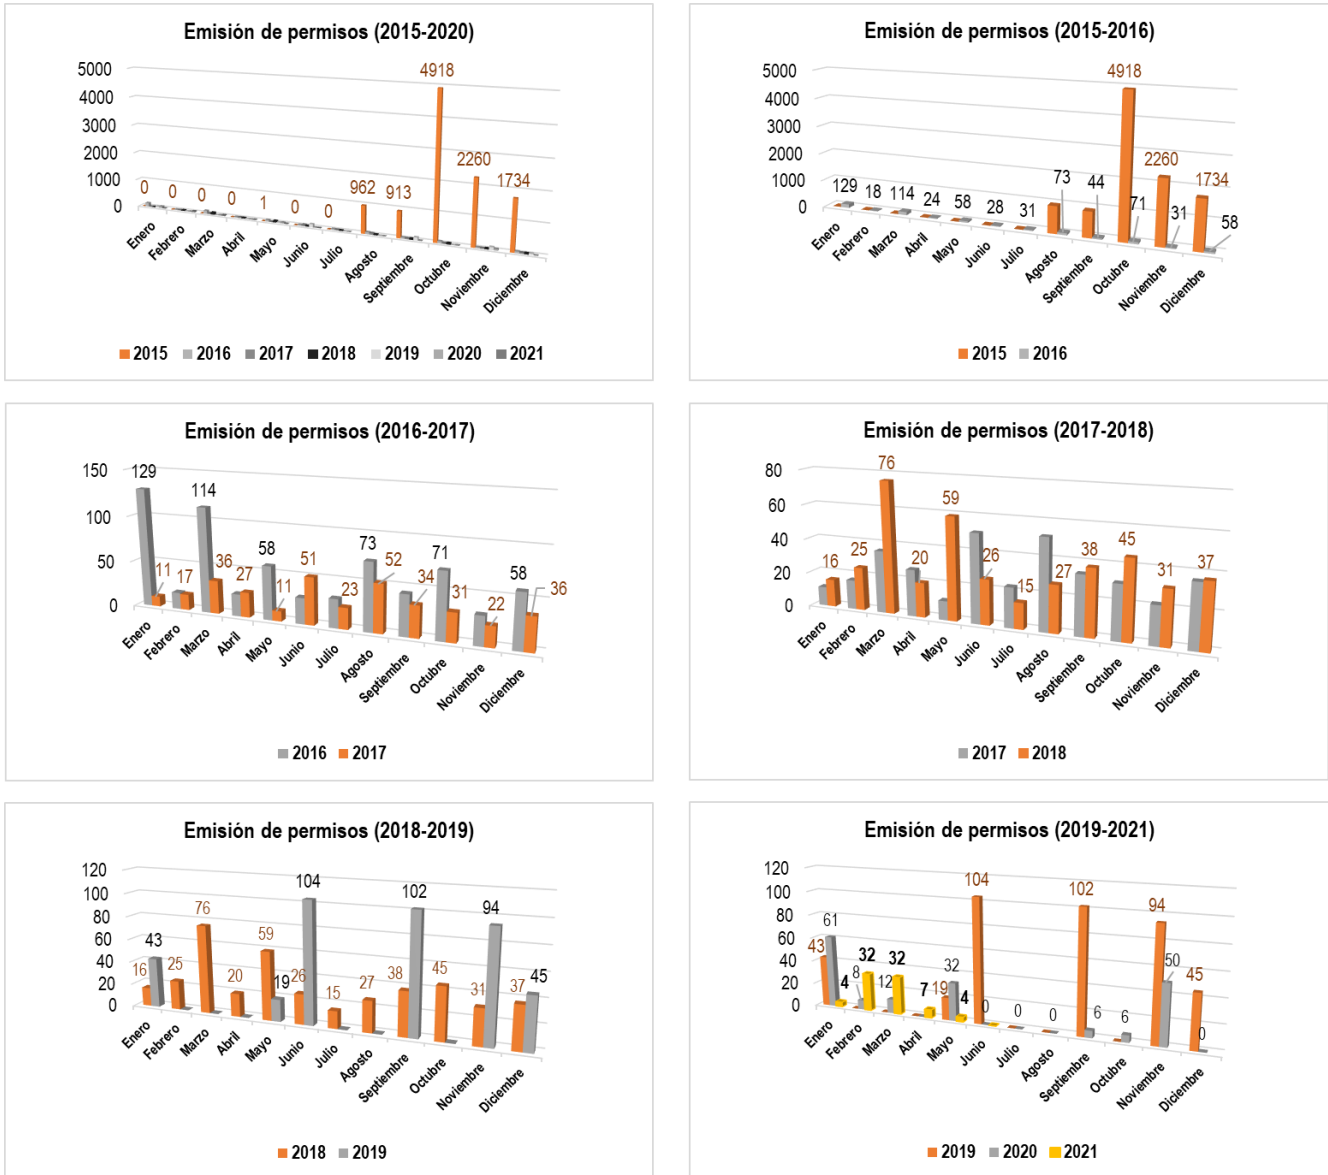 Emisión de permisos (2015-2020)
5000
4000
3000
2000
1000
0
0 0 0 0 1 0 0 962 913 4918 2260 1734
Enero Febrero Marzo Abril Mayo Junio Julio Agosto Septiembre Octubre Noviembre Diciembre
2015 2016 2017 2018 2019 2020 2021
Emisión de permisos (2015-2016)
5000
4000
3000
2000
1000
0
129 18 114 24 58 28 31 73 44 4918 71 2260 31 1734 58
Enero Febrero Marzo Abril Mayo Junio Julio Agosto Septiembre Octubre Noviembre Diciembre
2015 2016
Emisión de permisos (2016-2017)
150
100
50
0
129 11 17 114 36 27 58 11 51 23 73 52 34 71 31 22 58 36
Enero Febrero Marzo Abril Mayo Junio Julio Agosto Septiembre Octubre Noviembre Diciembre
2016 2017
Emisión de permisos (2017-2018)
80
60
40
20
0
16 25 76 20 59 26 15 27 38 45 31 37
Enero Febrero Marzo Abril Mayo Junio Julio Agosto Septiembre Octubre Noviembre Diciembre
2017 2018
Emisión de permisos (2018-2019)
120
100
80
60
40
20
0
16 43 25 76 20 59 19 26 104 15 27 38 102 45 31 94 37 45
Enero Febrero Marzo Abril Mayo Junio Julio Agosto Septiembre Octubre Noviembre Diciembre
2018 2019
Emisión de permisos (2019-2021)
120
100
80
60
40
20
0
43 61 4 8 32 12 32 7 19 32 4 104 0 0 0 102 6 6 94 50 45 0
Enero Febrero Marzo Abril Mayo Junio Julio Agosto Septiembre Octubre Noviembre Diciembre
2019 2020 2021